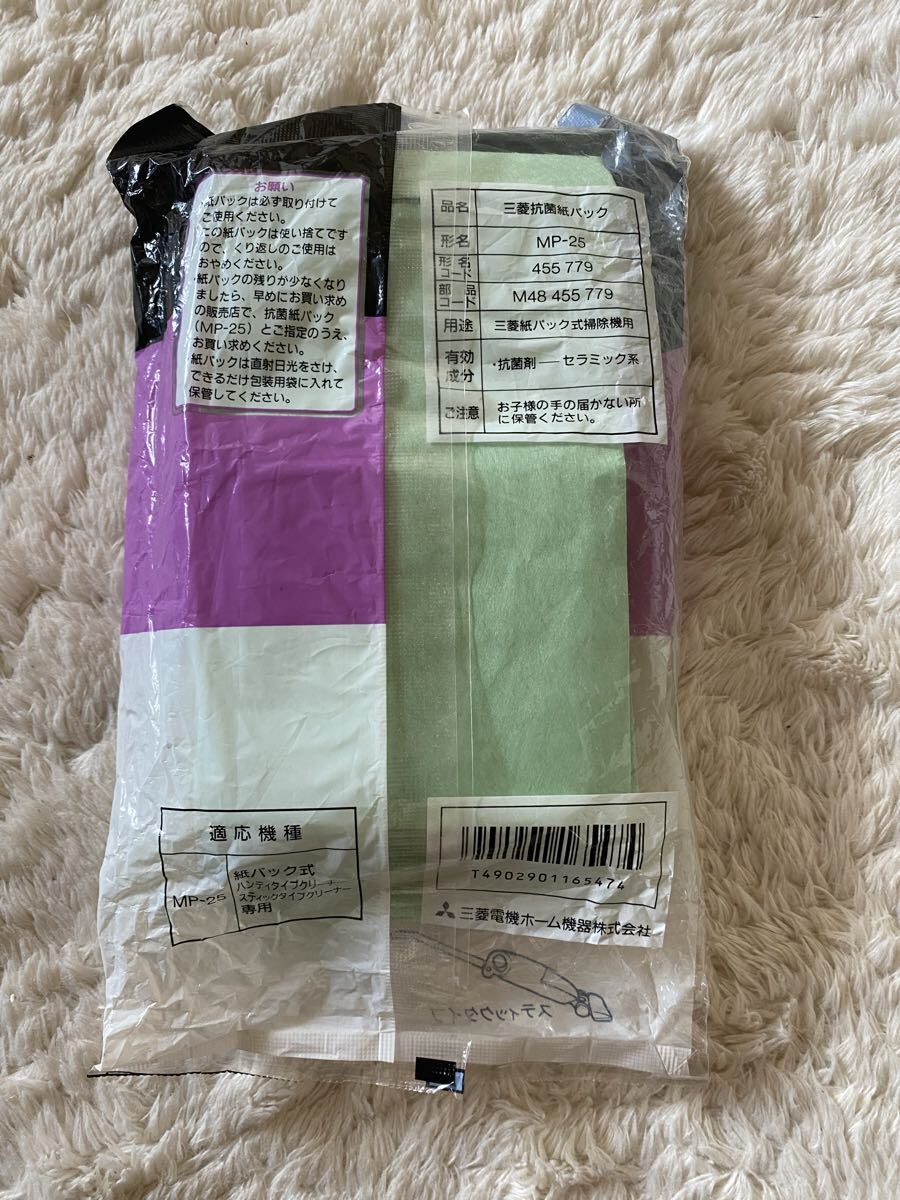 お願い
・紙パックは必ず取り付けて
ご使用ください。
・この紙パックは使い捨てです
ので、くり返しのご使用は
おやめください。
・紙パックの残りが少なくなり
ましたら、早めにお買い求め
の販売店で、抗菌紙パック
(MP-25)とご指定のうえ、
お買い求めください。
紙パックは直射日光をさけ、
できるだけ包装用袋に入れて
保管してください。
品名 三菱抗菌紙パック
形名 MP-25
形名コード 455 779
部品コード M48 455 779
用途 三菱紙パック式掃除機用
有効成分 ・抗菌剤──セラミック系
ご注意 お子様の手の届かない所
に保管ください。
適応機種
MP-25
紙パック式
ハンディタイプクリーナー
スティックタイプクリーナー
専用
T4902901165474
三菱電機ホーム機器株式会社
スティックタイプ